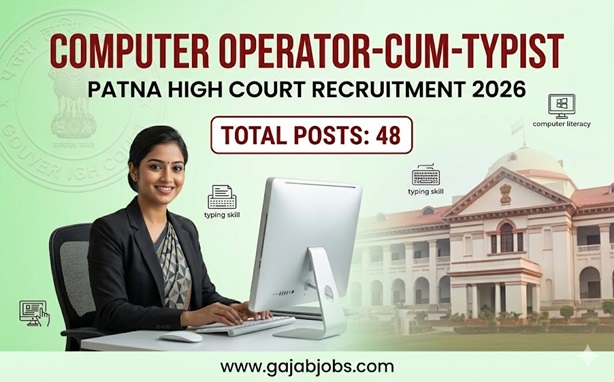 COMPUTER OPERATOR-CUM-TYPIST
PATNA HIGH COURT RECRUITMENT 2026
TOTAL POSTS: 48
computer literacy
typing skill
typing skill
www.gajabjobs.com